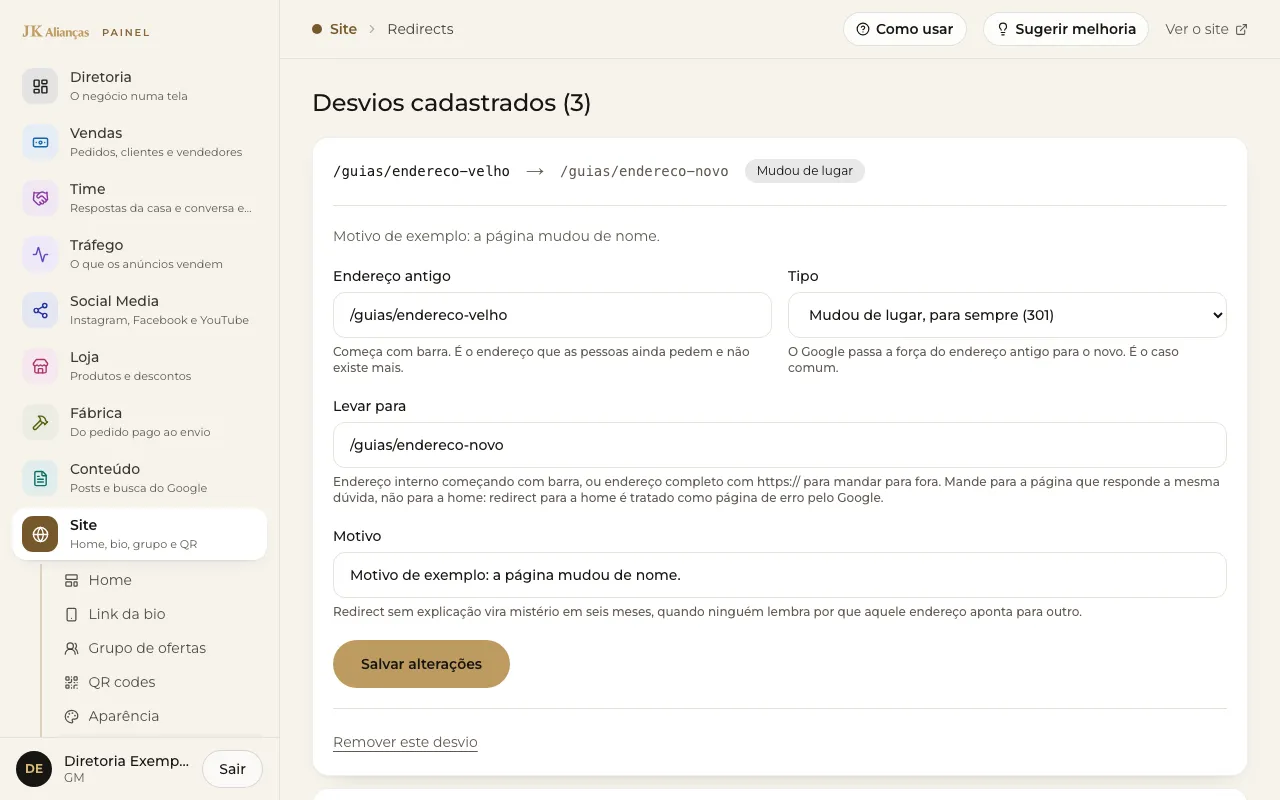 JK Alianças PAINEL
Diretoria
O negócio numa tela
Vendas
Pedidos, clientes e vendedores
Time
Respostas da casa e conversa e...
Tráfego
O que os anúncios vendem
Social Media
Instagram, Facebook e YouTube
Loja
Produtos e descontos
Fábrica
Do pedido pago ao envio
Conteúdo
Posts e busca do Google
Site
Home, bio, grupo e QR
Home
Link da bio
Grupo de ofertas
QR codes
Aparência
DE
Diretoria Exemp...
GM
Sair
Site > Redirects
Como usar
Sugerir melhoria
Ver o site
Desvios cadastrados (3)
/guias/endereco-velho → /guias/endereco-novo Mudou de lugar
Motivo de exemplo: a página mudou de nome.
Endereço antigo
/guias/endereco-velho
Começa com barra. É o endereço que as pessoas ainda pedem e não
existe mais.
Tipo
Mudou de lugar, para sempre (301)
O Google passa a força do endereço antigo para o novo. É o caso
comum.
Levar para
/guias/endereco-novo
Endereço interno começando com barra, ou endereço completo com https:// para mandar para fora. Mande para a página que responde a mesma
dúvida, não para a home: redirect para a home é tratado como página de erro pelo Google.
Motivo
Motivo de exemplo: a página mudou de nome.
Redirect sem explicação vira mistério em seis meses, quando ninguém lembra por que aquele endereço aponta para outro.
Salvar alterações
Remover este desvio